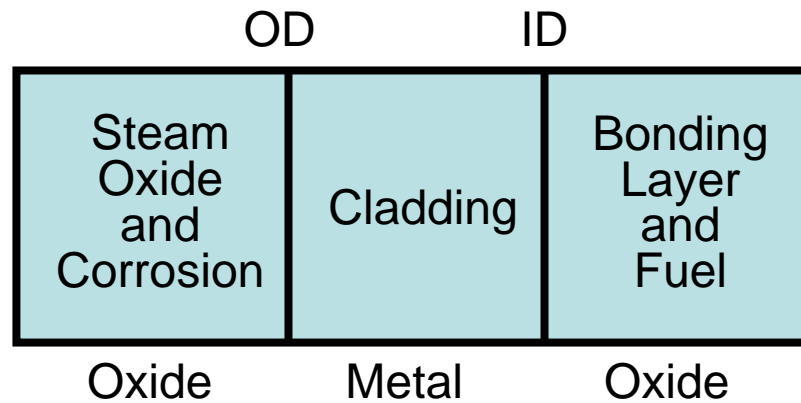 OD ID
Steam
Oxide
and
Corrosion
Cladding
Bonding
Layer
and
Fuel
Oxide Metal Oxide